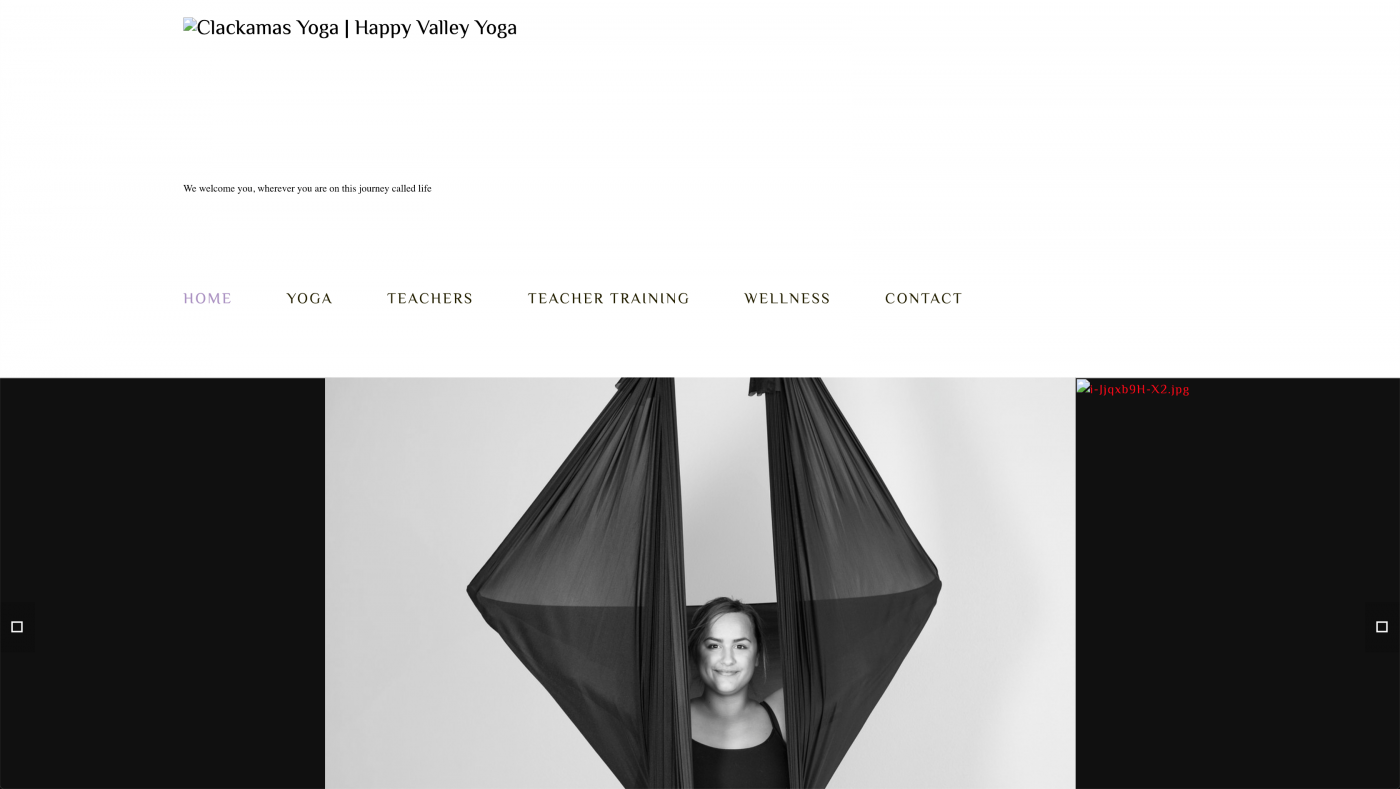 Clackamas Yoga | Happy Valley Yoga
We welcome you, wherever you are on this journey called life
HOME YOGA TEACHERS TEACHER TRAINING WELLNESS CONTACT
i-Jjqxb9H-X2.jpg